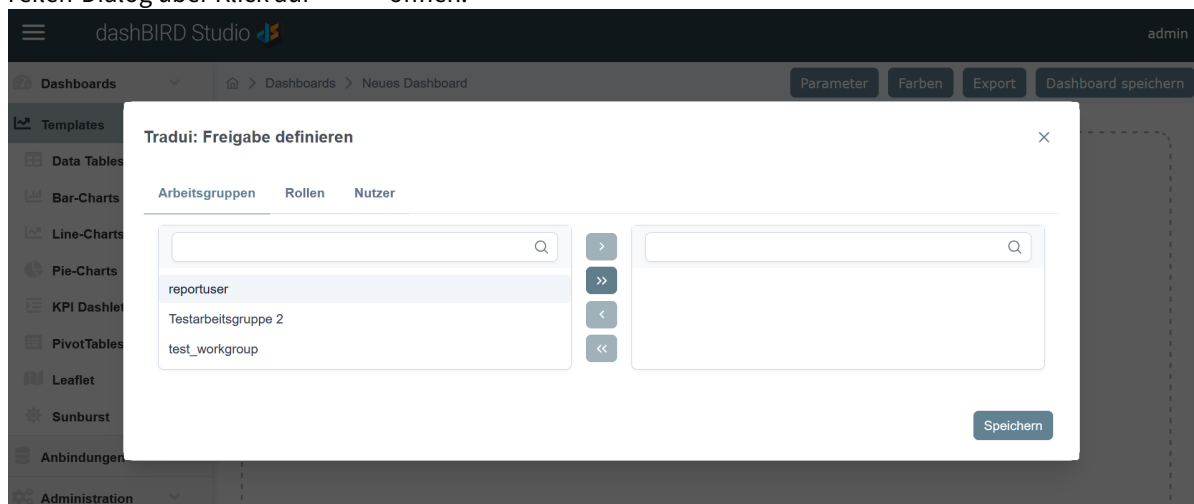 dashBIRD Studio
admin
Dashboards
Dashboards > Neues Dashboard
Parameter
Farben
Export
Dashboard speichern
Templates
Tradui: Freigabe definieren
Data Tables
Arbeitsgruppen
Rollen
Nutzer
Bar-Charts
Line-Charts
Pie-Charts
reportuser
KPI Dashlet
Testarbeitsgruppe 2
PivotTables
test_workgroup
Leaflet
Sunburst
Speichern
Anbindungen
Administration